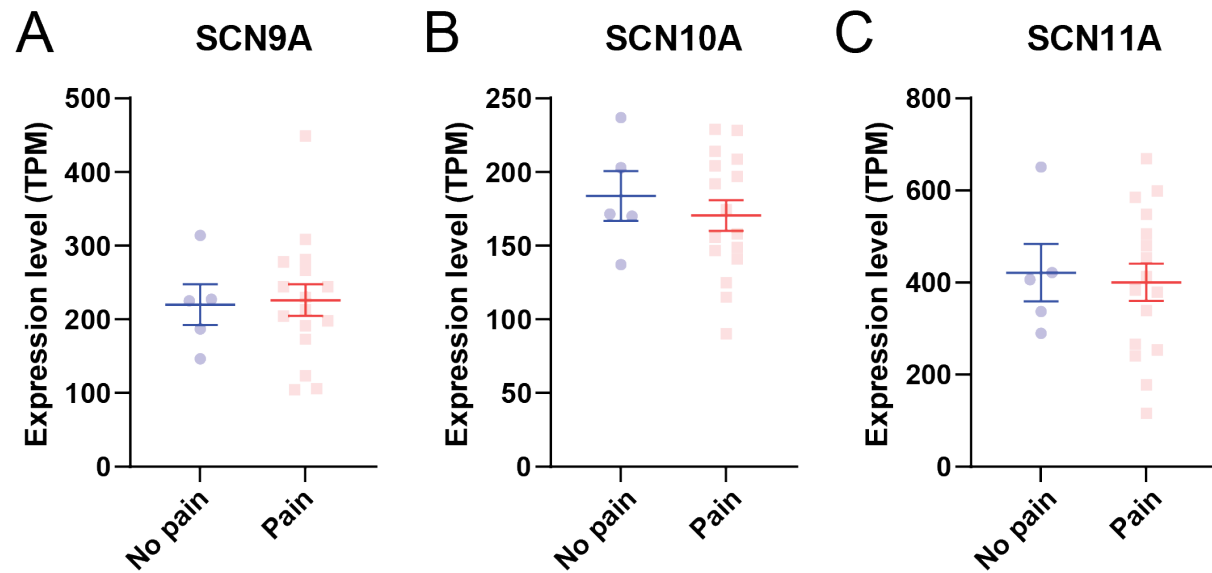 A
SCN9A
Expression level (TPM)
500
400
300
200
100
0
No pain
Pain
B
SCN10A
Expression level (TPM)
250
200
150
100
50
0
No pain
Pain
C
SCN11A
Expression level (TPM)
800
600
400
200
0
No pain
Pain